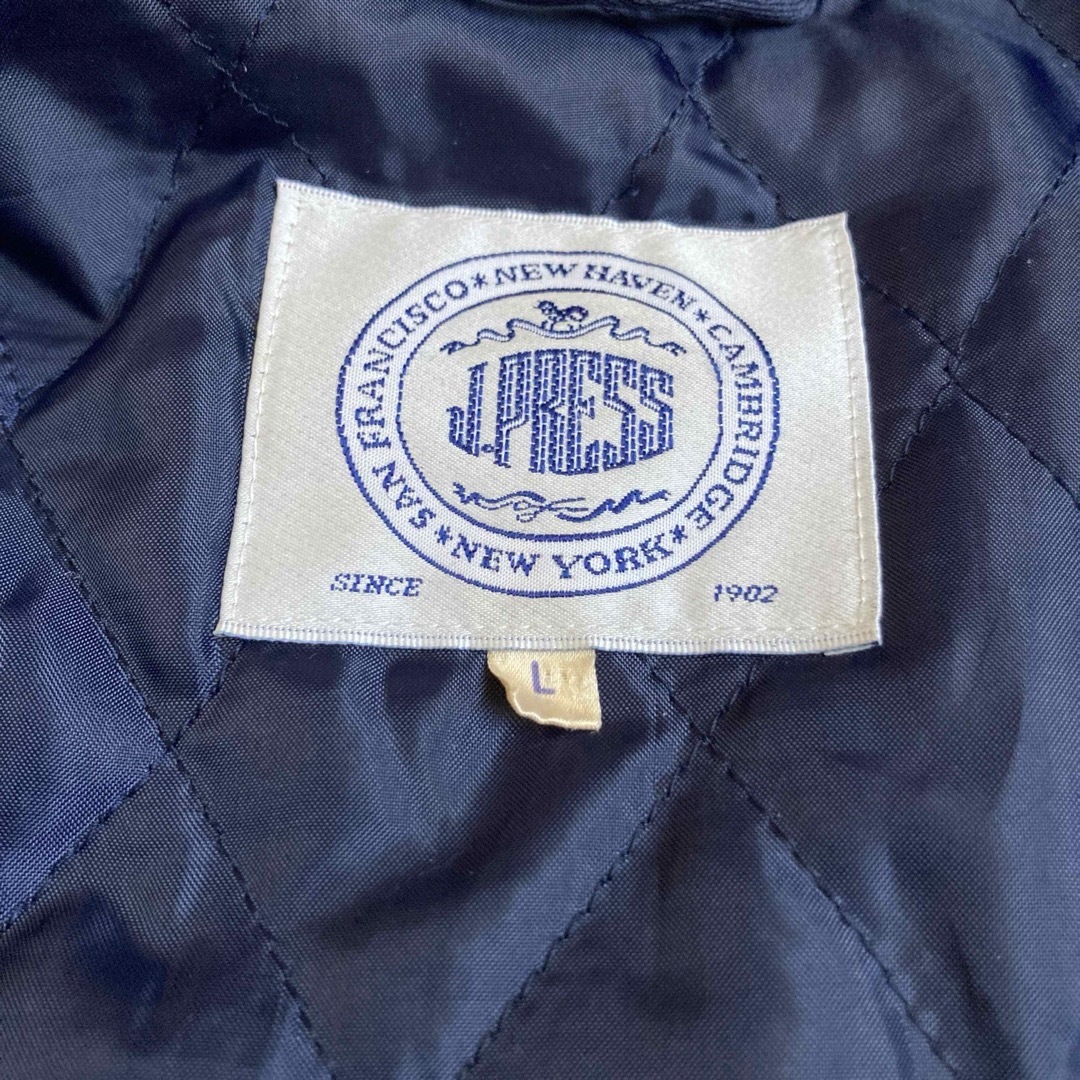 SAN FRANCISCO*NEW HAVEN*CAMBRIDGE*NEW YORK*
J.PRESS
SINCE 1902
L